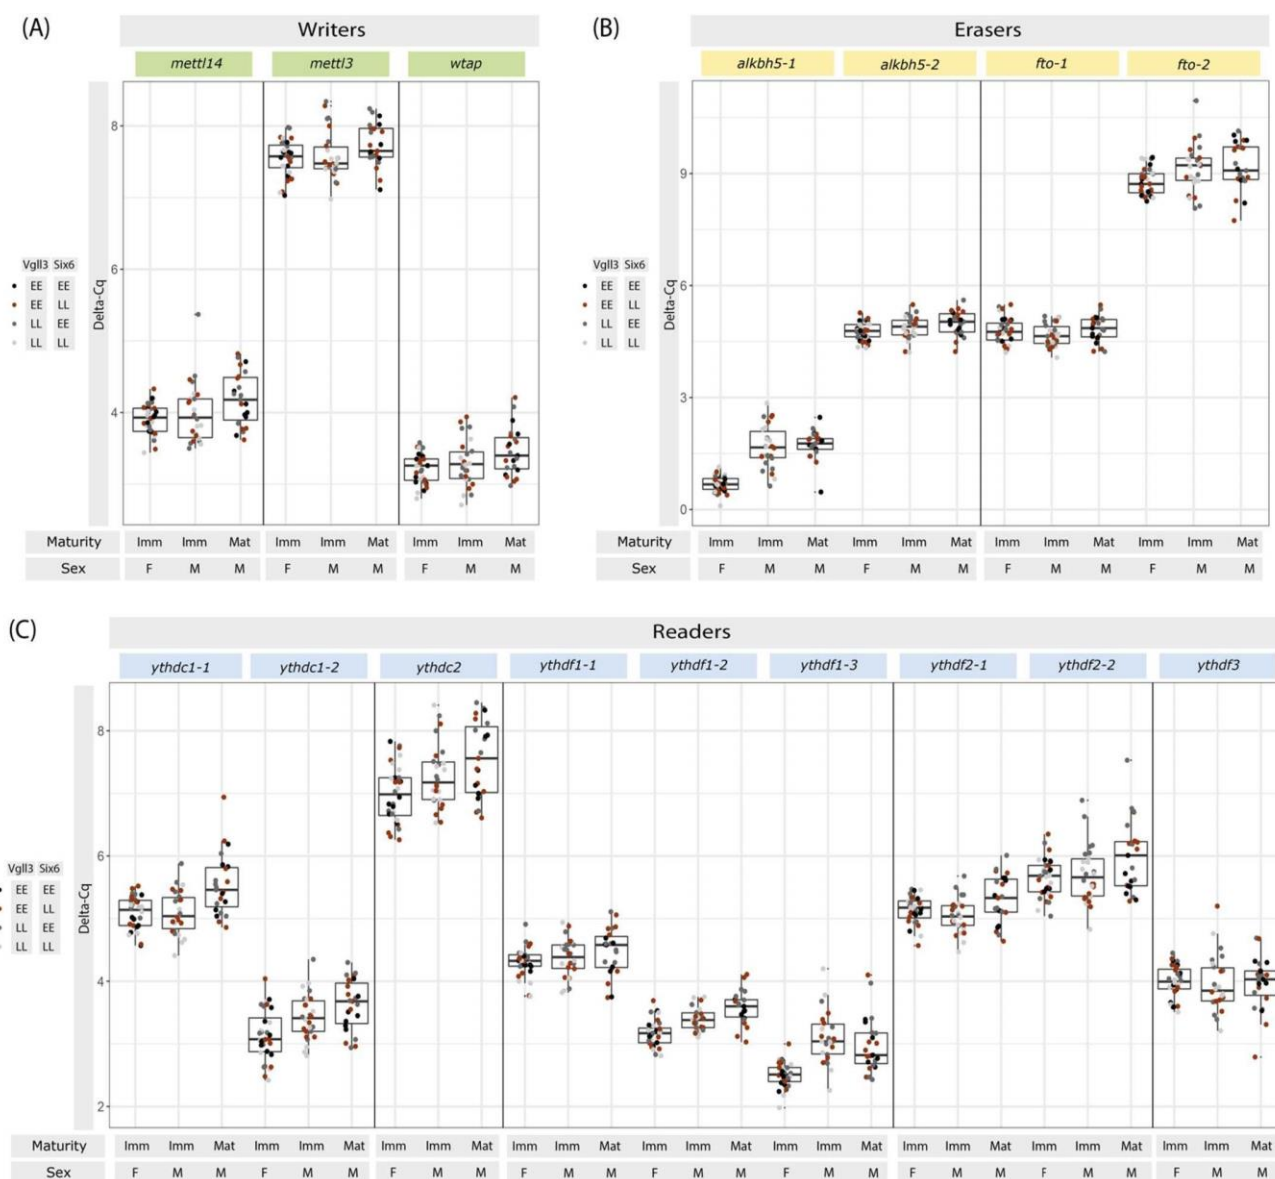 (A)
Writers
mettl14 mettl3 wtap
Delta-Cq
8
6
4
Vgll3 Six6
EE EE
EE LL
LL EE
LL LL
Maturity Imm Imm Mat Imm Imm Mat Imm Imm Mat
Sex F M M F M M F M M
(B)
Erasers
alkbh5-1 alkbh5-2 fto-1 fto-2
Delta-Cq
9
6
3
0
Vgll3 Six6
EE EE
EE LL
LL EE
LL LL
Maturity Imm Imm Mat Imm Imm Mat Imm Imm Mat Imm Imm Mat
Sex F M M F M M F M M F M M
(C)
Readers
ythdc1-1 ythdc1-2 ythdc2 ythdf1-1 ythdf1-2 ythdf1-3 ythdf2-1 ythdf2-2 ythdf3
Delta-Cq
8
6
4
2
Vgll3 Six6
EE EE
EE LL
LL EE
LL LL
Maturity Imm Imm Mat Imm Imm Mat Imm Imm Mat Imm Imm Mat Imm Imm Mat Imm Imm Mat Imm Imm Mat Imm Imm Mat Imm Imm Mat
Sex F M M F M M F M M F M M F M M F M M F M M F M M F M M